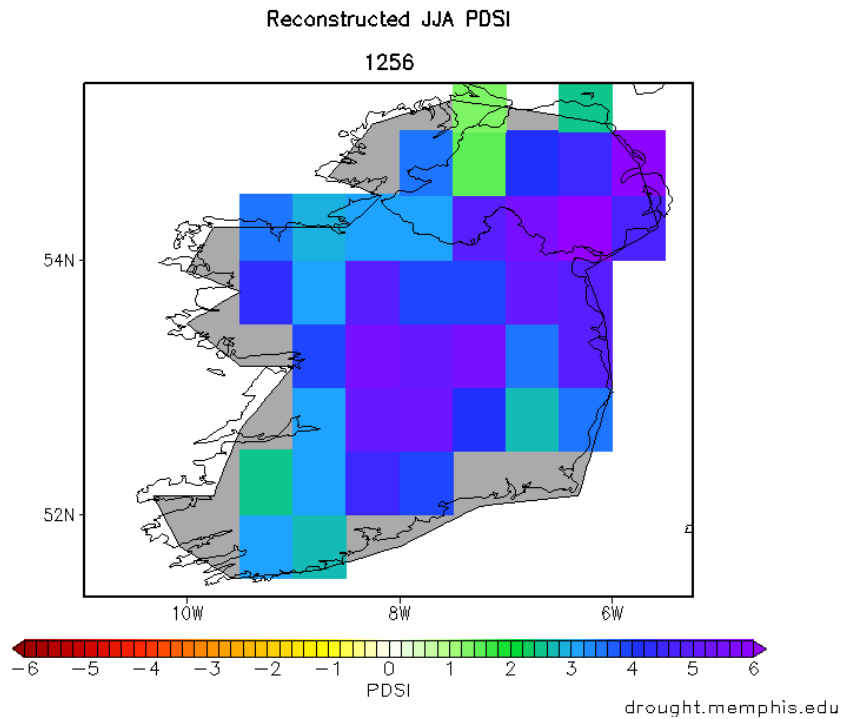 Reconstructed JJA PDSI
1256
54N
52N
10W 8W 6W
−6 −5 −4 −3 −2 −1 0 1 2 3 4 5 6
PDSI
drought.memphis.edu